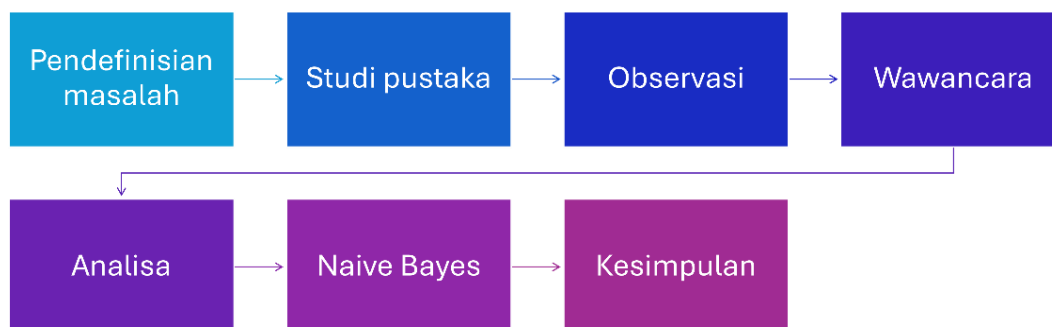 Pendefinisian
masalah
Studi pustaka
Observasi
Wawancara
Analisa
Naive Bayes
Kesimpulan